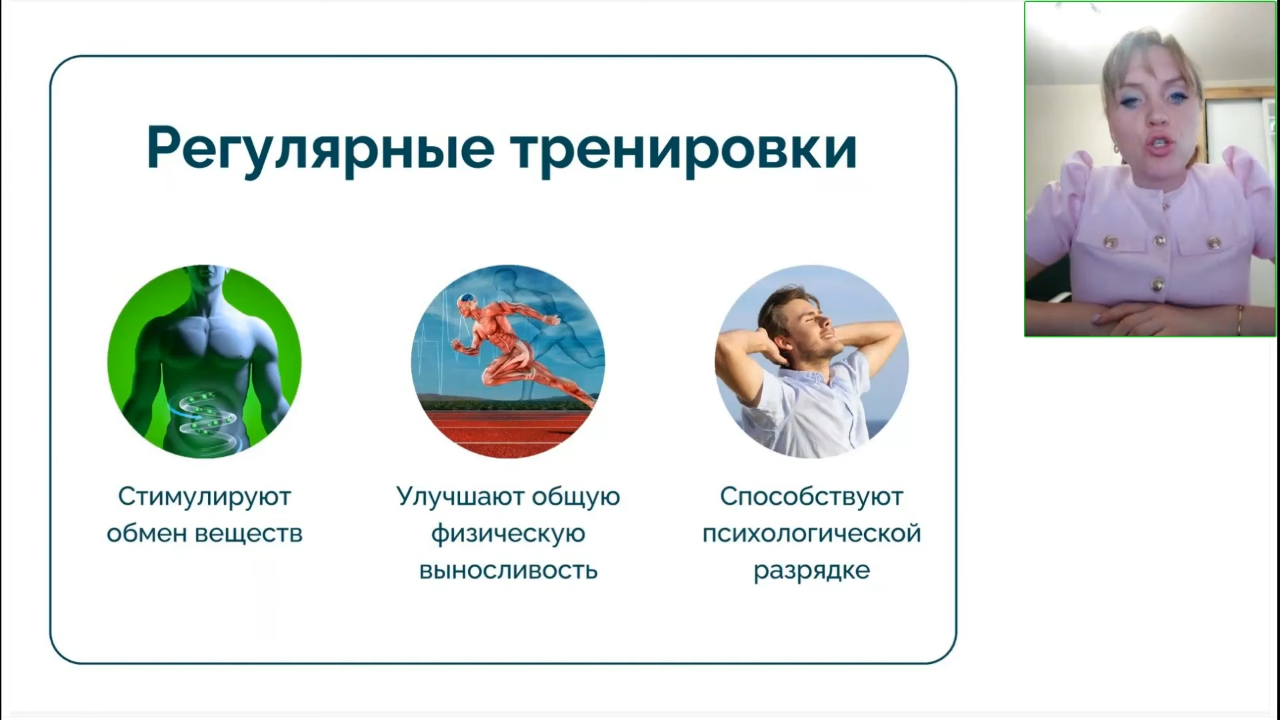 Регулярные тренировки
Стимулируют
обмен веществ
Улучшают общую
физическую
выносливость
Способствуют
психологической
разрядке